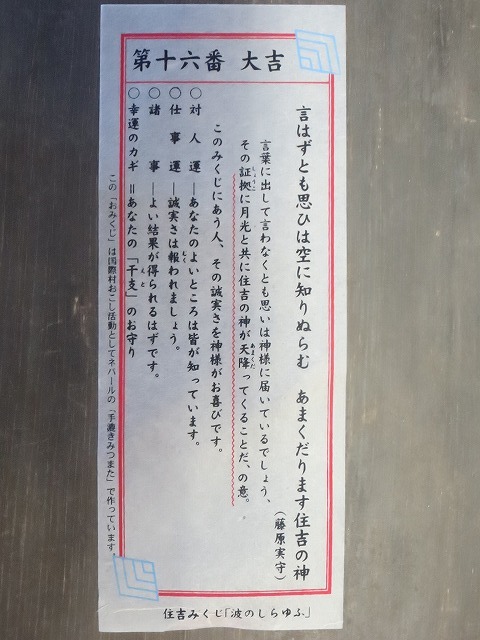 第十六番 大吉
言はずとも思ひは空に知りぬらむ あまくだります住吉の神
(藤原実守)
言葉に出して言わなくとも思いは神様に届いているでしょう、
その証拠に月光と共に住吉の神が天降ってくることだ、の意。
このみくじにあう人、その誠実さを神様がお喜びです。
○対人運―あなたのよいところは皆が知っています。
○仕事運―誠実さは報われましょう。
○諸事―よい結果が得られるはずです。
○幸運のカギ=あなたの「干支」のお守り
この「おみくじ」は国際村おこし活動としてネパールの「手漉きみつまた」で作っています。
住吉みくじ「波のしらゆふ」